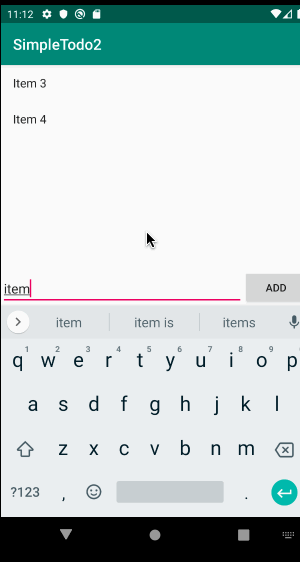 11:12
SimpleTodo2
Item 3
Item 4
item
ADD
item item is items
1 2 3 4 5 6 7 8 9 0
q w e r t y u i o p
a s d f g h j k l
z x c v b n m
?123 , .